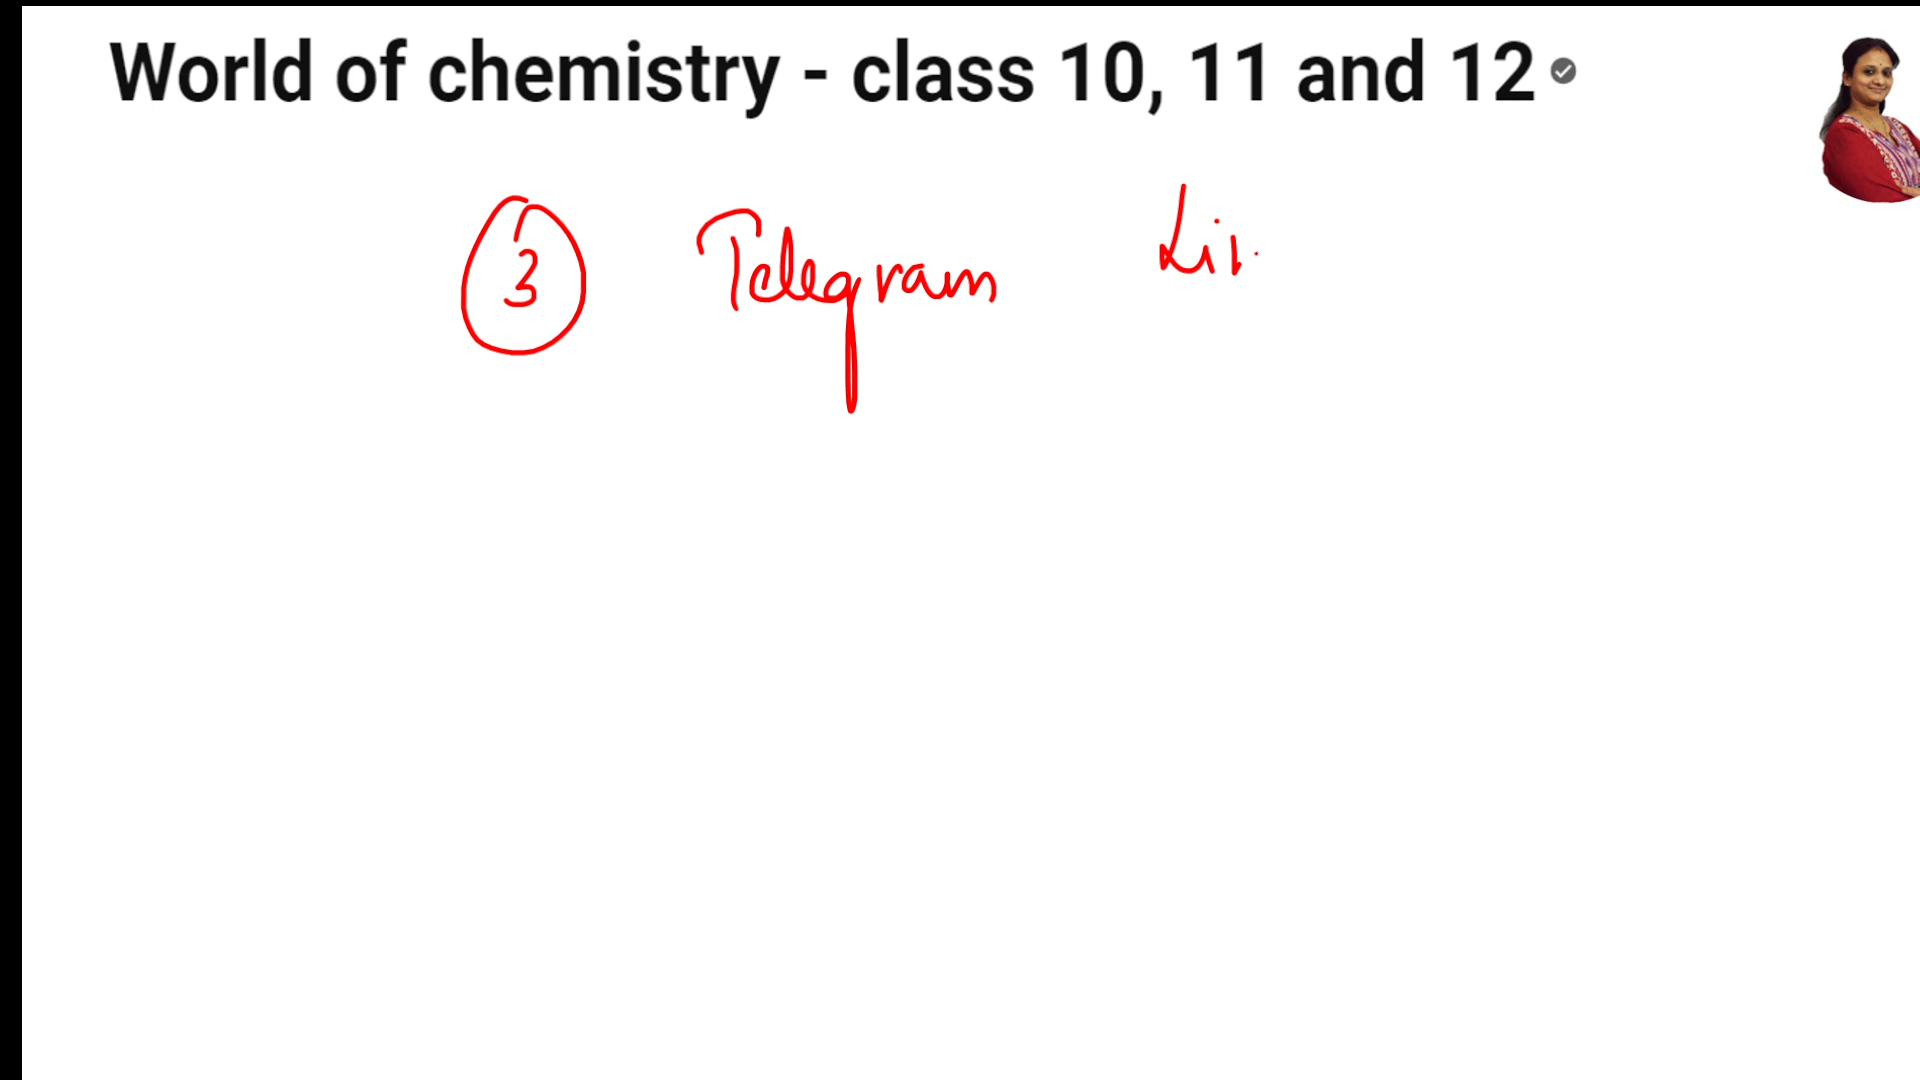 World of chemistry - class 10, 11 and 12
3 Telegram